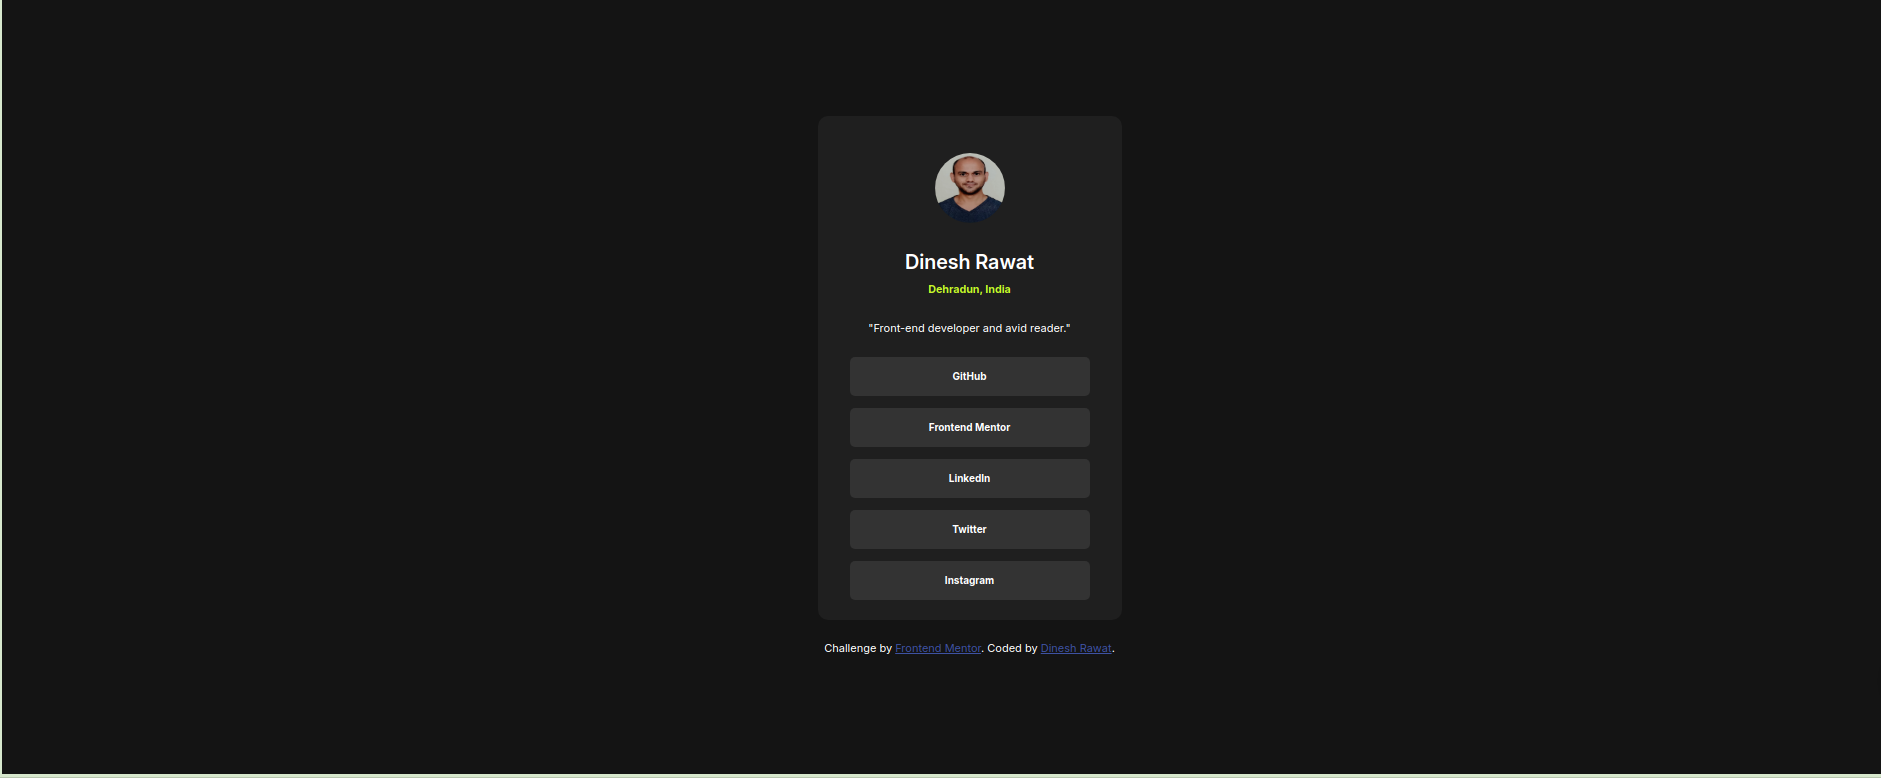 Dinesh Rawat
Dehradun, India
"Front-end developer and avid reader."
GitHub
Frontend Mentor
LinkedIn
Twitter
Instagram
Challenge by Frontend Mentor. Coded by Dinesh Rawat.